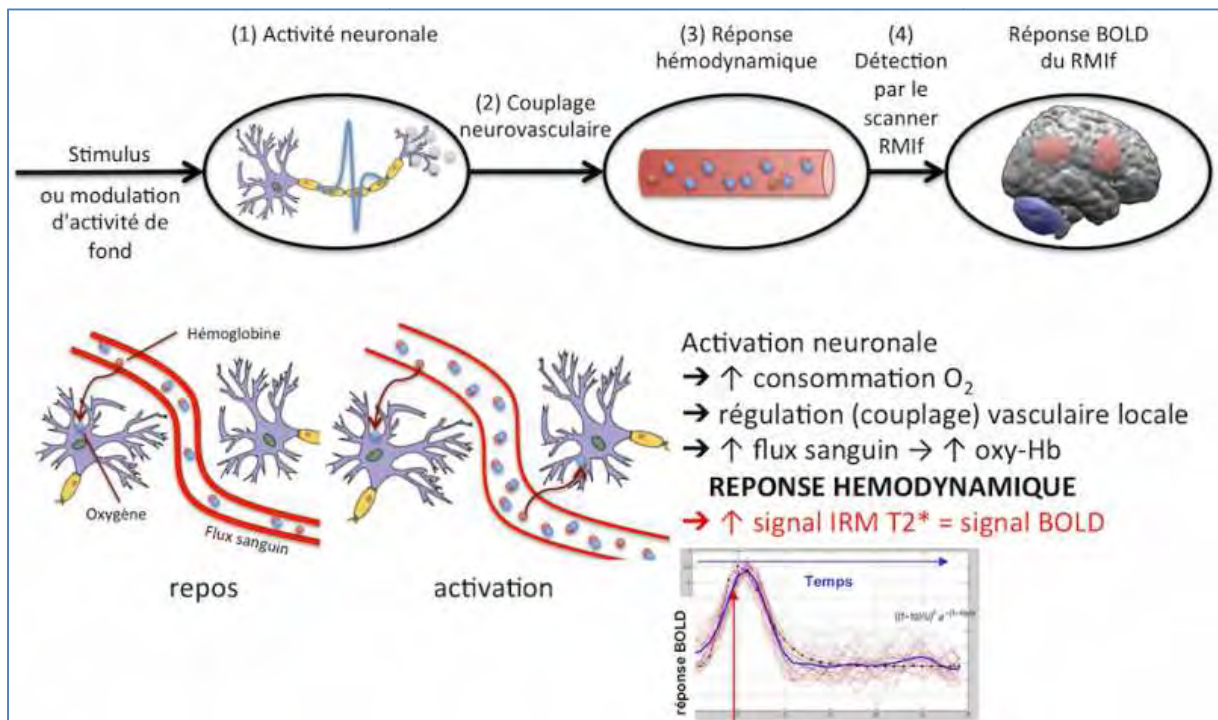 (1) Activité neuronale
(2) Couplage
neurovasculaire
(3) Réponse
hémodynamique
(4)
Détection
par le
scanner
RMIf
Réponse BOLD
du RMIf
Stimulus
ou modulation
d'activité de
fond
Hémoglobine
Oxygène
Flux sanguin
repos
activation
Activation neuronale
→ ↑ consommation O₂
→ régulation (couplage) vasculaire locale
→ ↑ flux sanguin → ↑ oxy-Hb
REPONSE HEMODYNAMIQUE
→ ↑ signal IRM T2* = signal BOLD
Temps
réponse BOLD